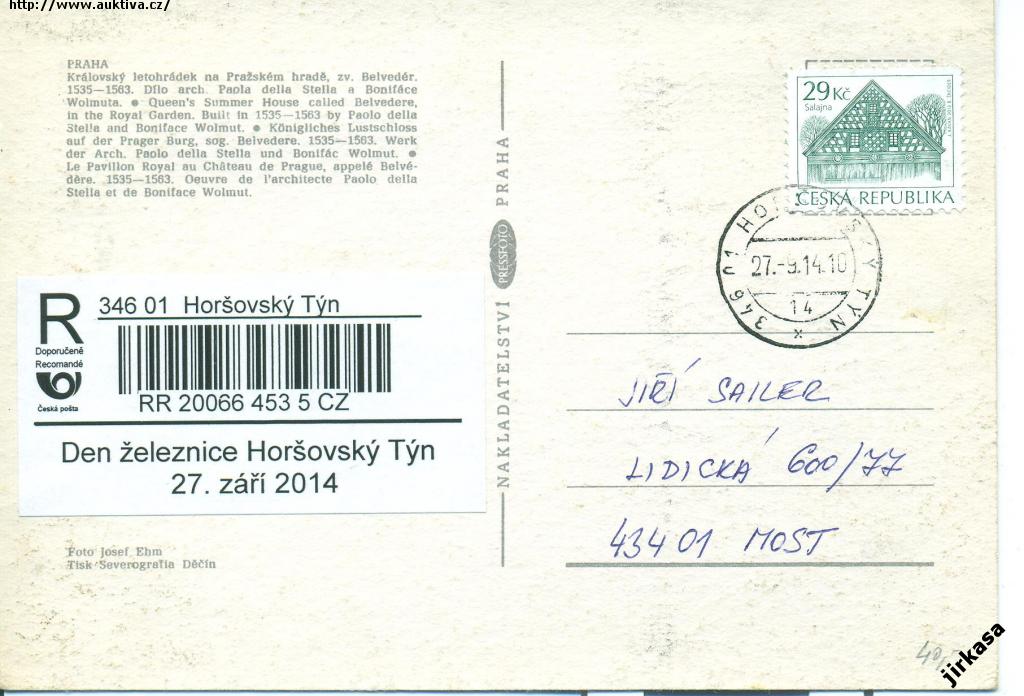 http://www.auktiva.cz/
PRAHA
Královský letohrádek na Pražském hradě, zv. Belvedér.
1535—1563. Dílo arch. Paola della Stella a Bonifáce
Wolmuta. ● Queen's Summer House called Belvedere,
in the Royal Garden. Built in 1535—1563 by Paolo della
Stella and Boniface Wolmut. ● Königliches Lustschloss
auf der Prager Burg, sog. Belvedere. 1535—1563. Werk
der Arch. Paolo della Stella und Bonifác Wolmut. ●
Le Pavillon Royal au Château de Prague, appelé Belvé-
dère. 1535—1563. Oeuvre de l'architecte Paolo della
Stella et de Boniface Wolmut.
R
Doporučeně
Recomandé
Česká pošta
346 01 Horšovský Týn
RR 20066 453 5 CZ
Den železnice Horšovský Týn
27. září 2014
Foto Josef Ehm
Tisk Severografia Děčín
NAKLADATELSTVÍ PRESSFOTO PRAHA
29 Kč
Salajna
ČESKÁ REPUBLIKA
346 01 HORŠOVSKÝ TÝN
27.-9.14.10
14
JIŘÍ SAILER
LIDICKÁ 600/77
434 01 MOST
jirkasa